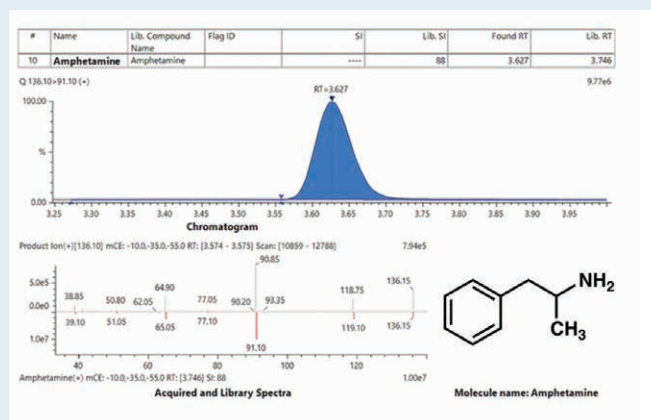 # Name Lib. Compound Name Flag ID SI Lib. SI Found RT Lib. RT
10 Amphetamine Amphetamine ---- 88 3.627 3.746
Q 136.10>91.10 (+) 9.77e6
RT=3.627
100.00
%
0.00
3.25 3.30 3.35 3.40 3.45 3.50 3.55 3.60 3.65 3.70 3.75 3.80 3.85 3.90 3.95
Chromatogram
Product Ion(+)[136.10] mCE: -10.0,-35.0,-55.0 RT: [3.574 - 3.575] Scan: [10859 - 12788] 7.94e5
90.85
5.0e5 38.85 50.80 62.05 64.90 77.05 90.20 93.35 118.75 136.15
0.0e0
39.10 51.05 65.05 77.10 119.10 136.15
1.0e7 91.10
40 60 80 100 120
Amphetamine(+) mCE: -10.0,-35.0,-55.0 RT: [3.746] SI: 88 1.00e7
Acquired and Library Spectra
NH2
CH3
Molecule name: Amphetamine